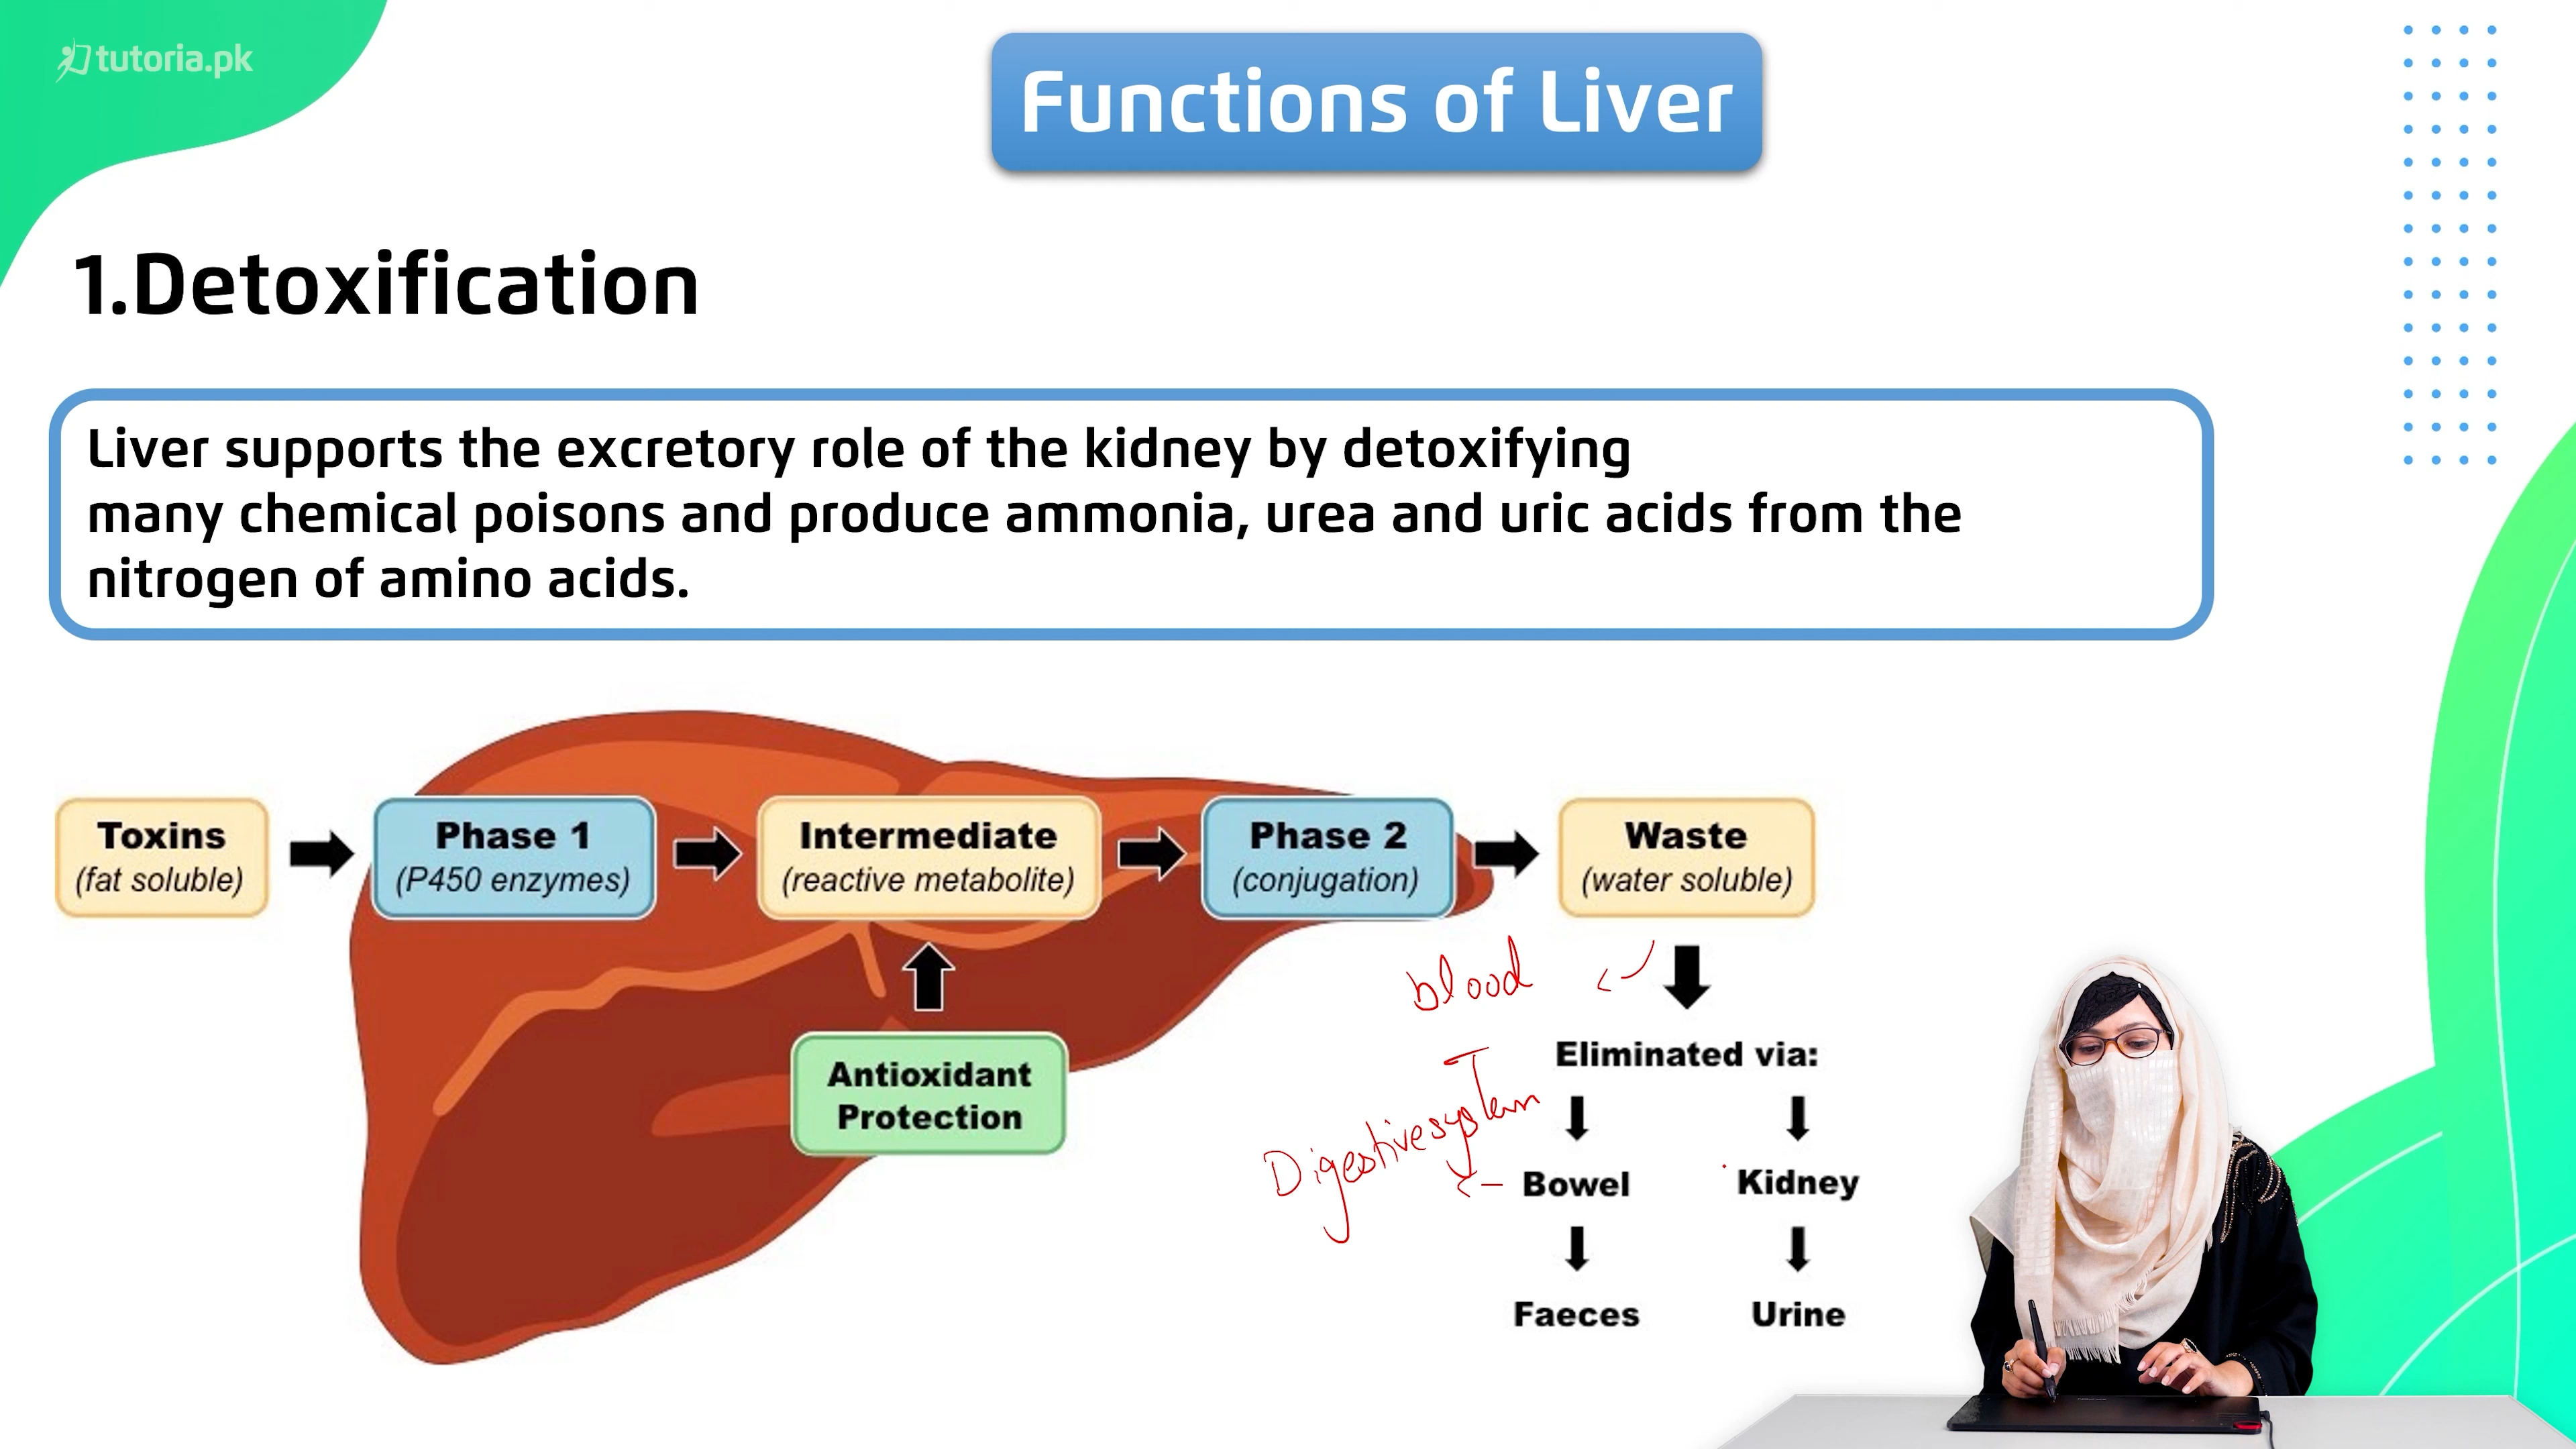 tutoria.pk
Functions of Liver
1.Detoxification
Liver supports the excretory role of the kidney by detoxifying
many chemical poisons and produce ammonia, urea and uric acids from the
nitrogen of amino acids.
Toxins
(fat soluble)
Phase 1
(P450 enzymes)
Intermediate
(reactive metabolite)
Phase 2
(conjugation)
Waste
(water soluble)
Antioxidant
Protection
blood
Eliminated via:
Digestive system
Bowel
Kidney
Faeces
Urine